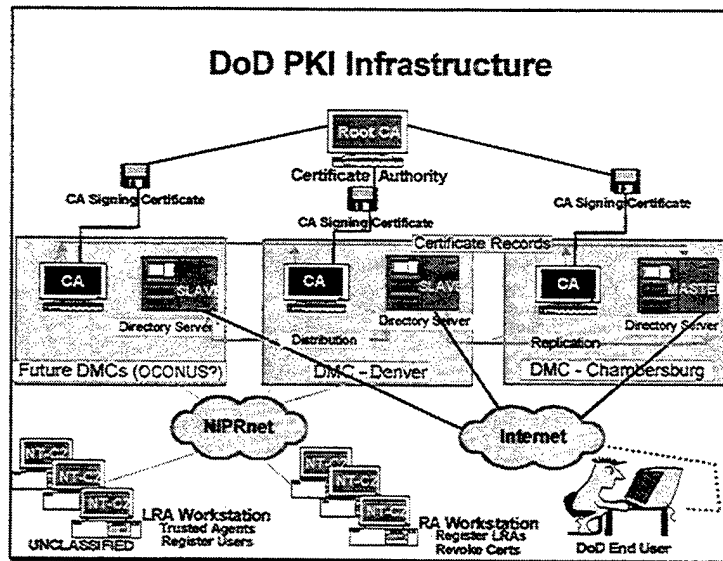 DoD PKI Infrastructure
Root CA
Certificate Authority
CA Signing Certificate
CA Signing Certificate
CA Signing Certificate
Certificate Records
CA
SLAVE
CA
SLAVE
CA
MASTER
Directory Server
Directory Server
Directory Server
Distribution
Replication
Future DMCs (OCONUS?)
DMC - Denver
DMC - Chambersburg
NIPRnet
Internet
NT-C2
NT-C2
NT-C2
NT-C2
NT-C2
NT-C2
LRA Workstation
Trusted Agents
Register Users
UNCLASSIFIED
RA Workstation
Register LRAs
Revoke Certs
DoD End User